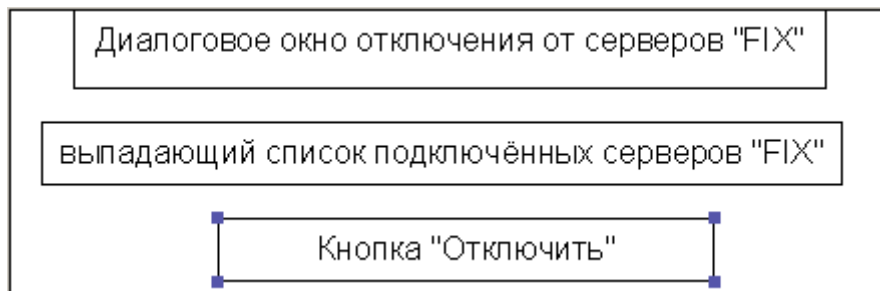 Диалоговое окно отключения от серверов "FIX"
выпадающий список подключённых серверов "FIX"
Кнопка "Отключить"